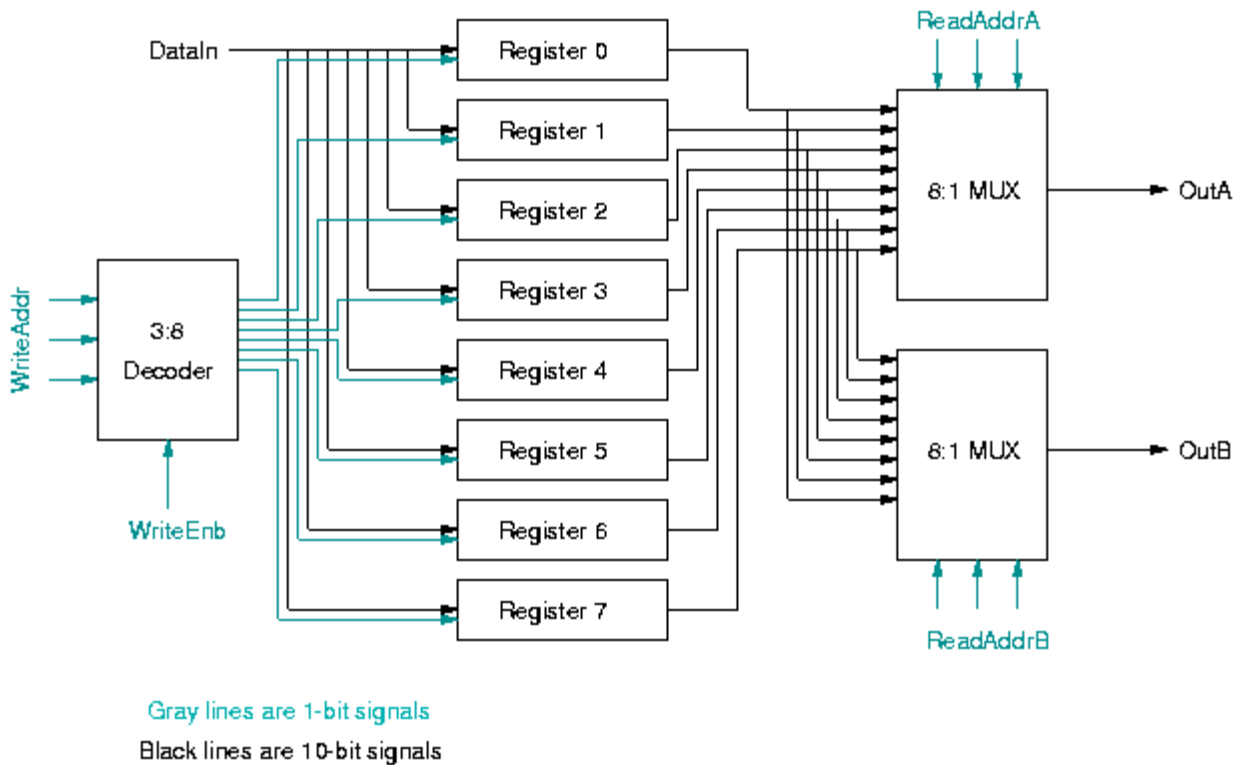 ReadAddrA
DataIn
Register 0
Register 1
Register 2
8:1 MUX
OutA
WriteAddr
3:8
Decoder
Register 3
Register 4
Register 5
8:1 MUX
OutB
WriteEnb
Register 6
Register 7
ReadAddrB
Gray lines are 1-bit signals
Black lines are 10-bit signals